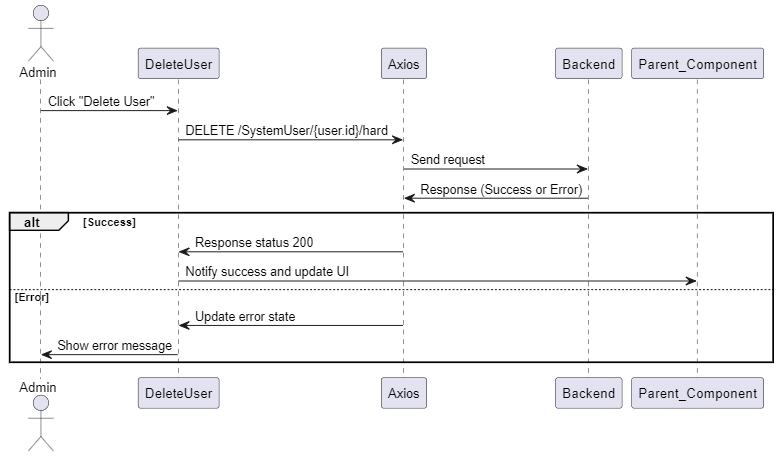 Admin
DeleteUser
Axios
Backend
Parent_Component
Click "Delete User"
DELETE /SystemUser/{user.id}/hard
Send request
Response (Success or Error)
alt
[Success]
Response status 200
Notify success and update UI
[Error]
Update error state
Show error message
Admin
DeleteUser
Axios
Backend
Parent_Component